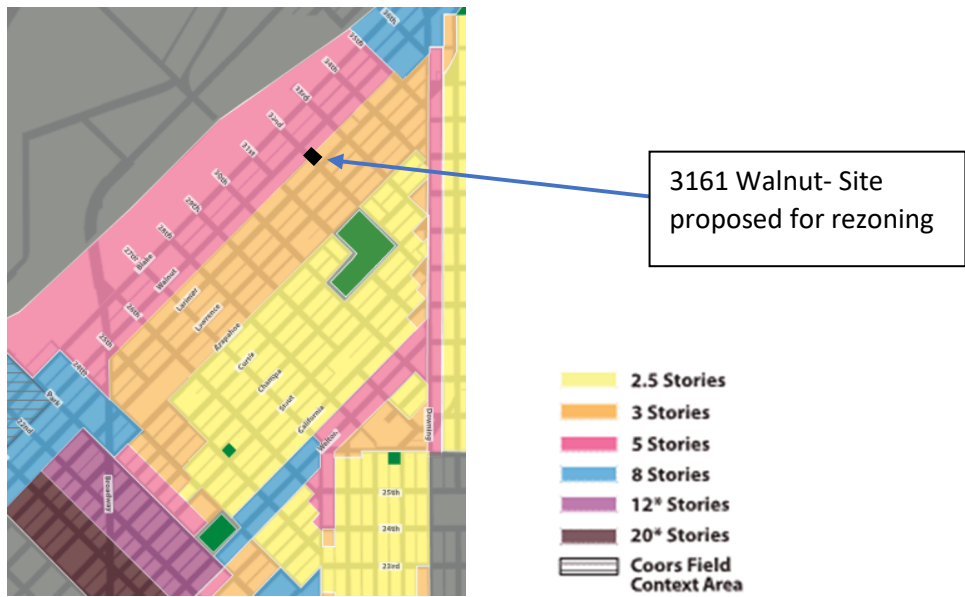 36th
35th
34th
33rd
32nd
31st
30th
29th
28th
27th
Blake
Walnut
26th
Larimer
Lawrence
25th
Arapahoe
24th
Curtis
Champa
Stout
California
Welton
Downing
Park
22nd
Broadway
25th
24th
23rd
3161 Walnut- Site
proposed for rezoning
2.5 Stories
3 Stories
5 Stories
8 Stories
12* Stories
20* Stories
Coors Field
Context Area